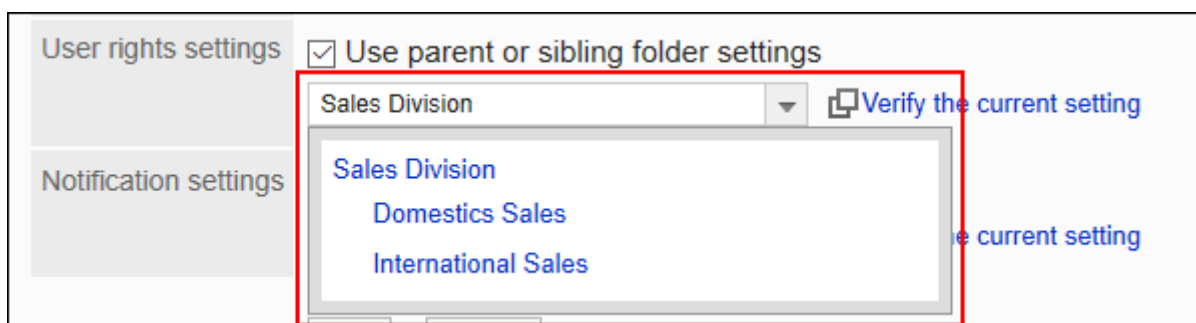 User rights settings
Use parent or sibling folder settings
Sales Division
Verify the current setting
Notification settings
Sales Division
Domestics Sales
International Sales
current setting